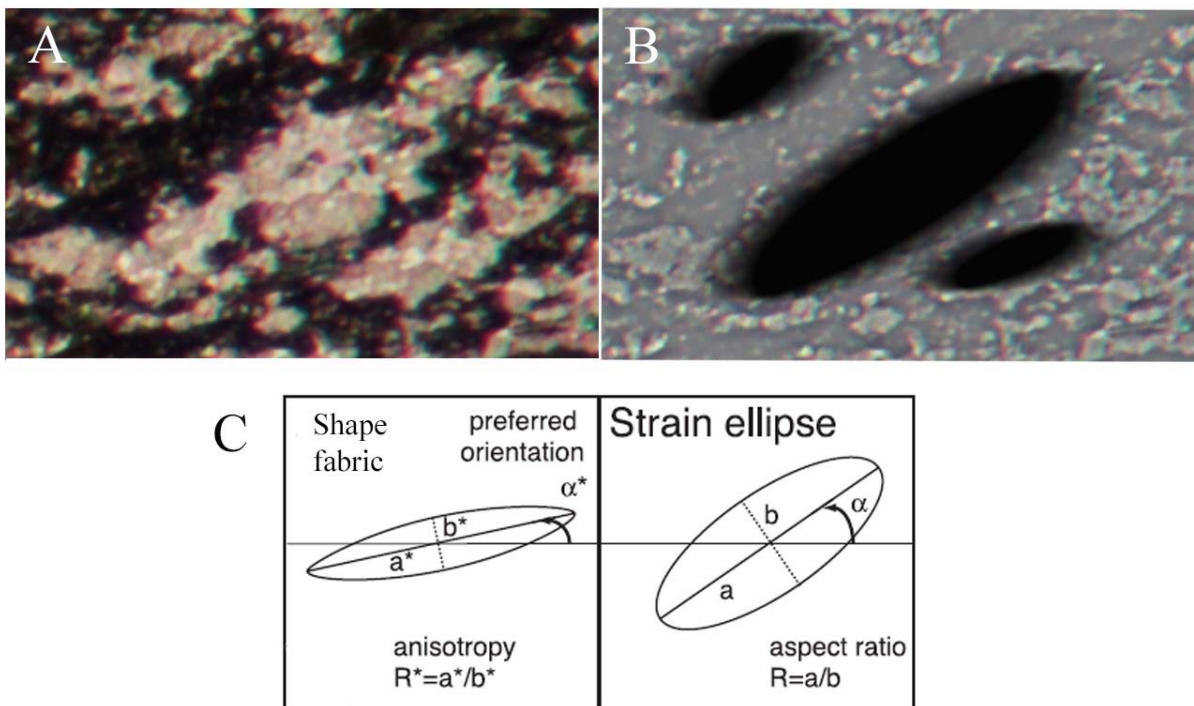 A
B
C
Shape
fabric
preferred
orientation
α*
b*
a*
anisotropy
R*=a*/b*
Strain ellipse
α
b
a
aspect ratio
R=a/b